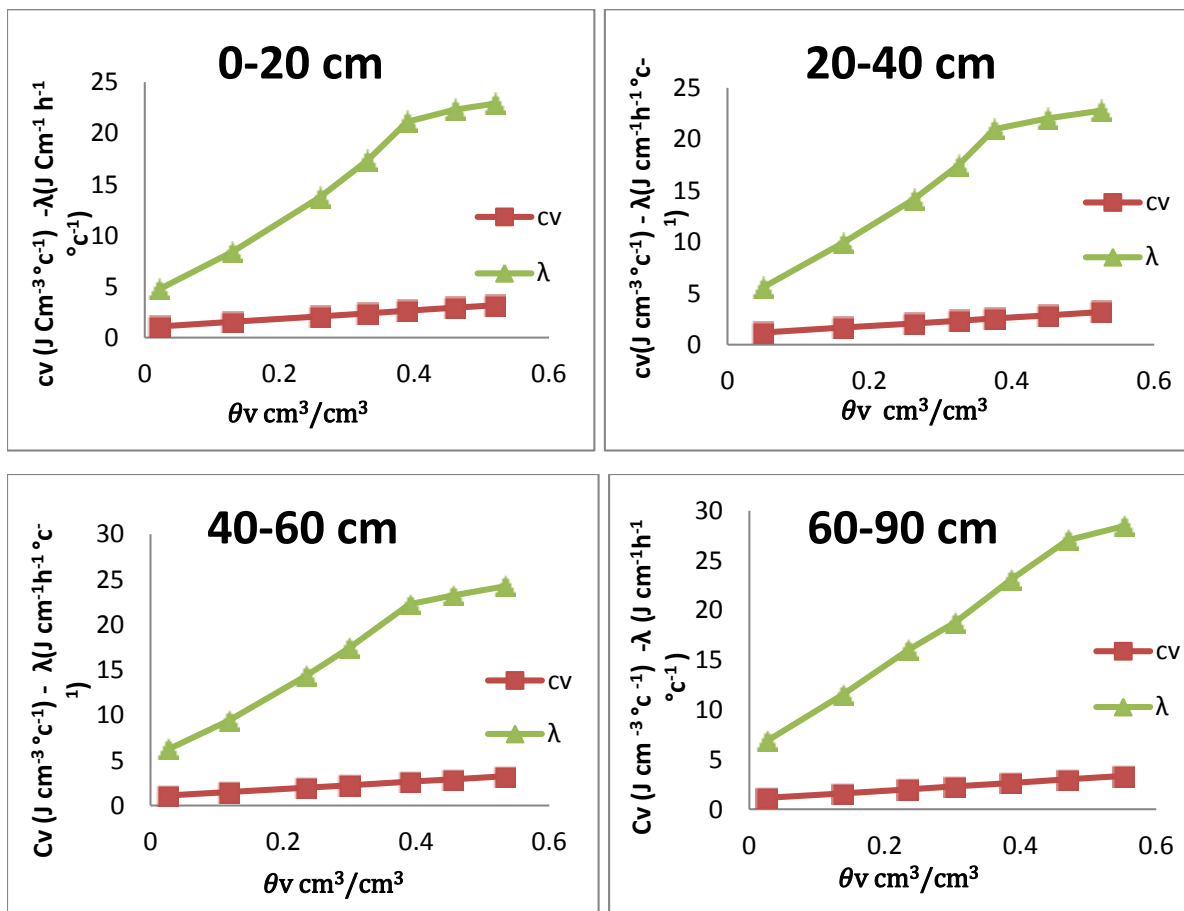 0-20 cm
cv (J Cm⁻³ °c⁻¹) -λ(J Cm⁻¹ h⁻¹
°c⁻¹)
25
20
15
10
5
0
0 0.2 0.4 0.6
θv cm³/cm³
cv
λ
20-40 cm
cv(J cm⁻³ °c⁻¹) - λ(J cm⁻¹h⁻¹ °c-
¹)
25
20
15
10
5
0
0 0.2 0.4 0.6
θv cm³/cm³
cv
λ
40-60 cm
Cv (J cm⁻³ °c⁻¹) - λ(J cm⁻¹h⁻¹ °c-
¹)
30
25
20
15
10
5
0
0 0.2 0.4 0.6
θv cm³/cm³
cv
λ
60-90 cm
Cv (J cm ⁻³ °c ⁻¹) -λ (J cm⁻¹h⁻¹
°c⁻¹)
30
25
20
15
10
5
0
0 0.2 0.4 0.6
θv cm³/cm³
cv
λ